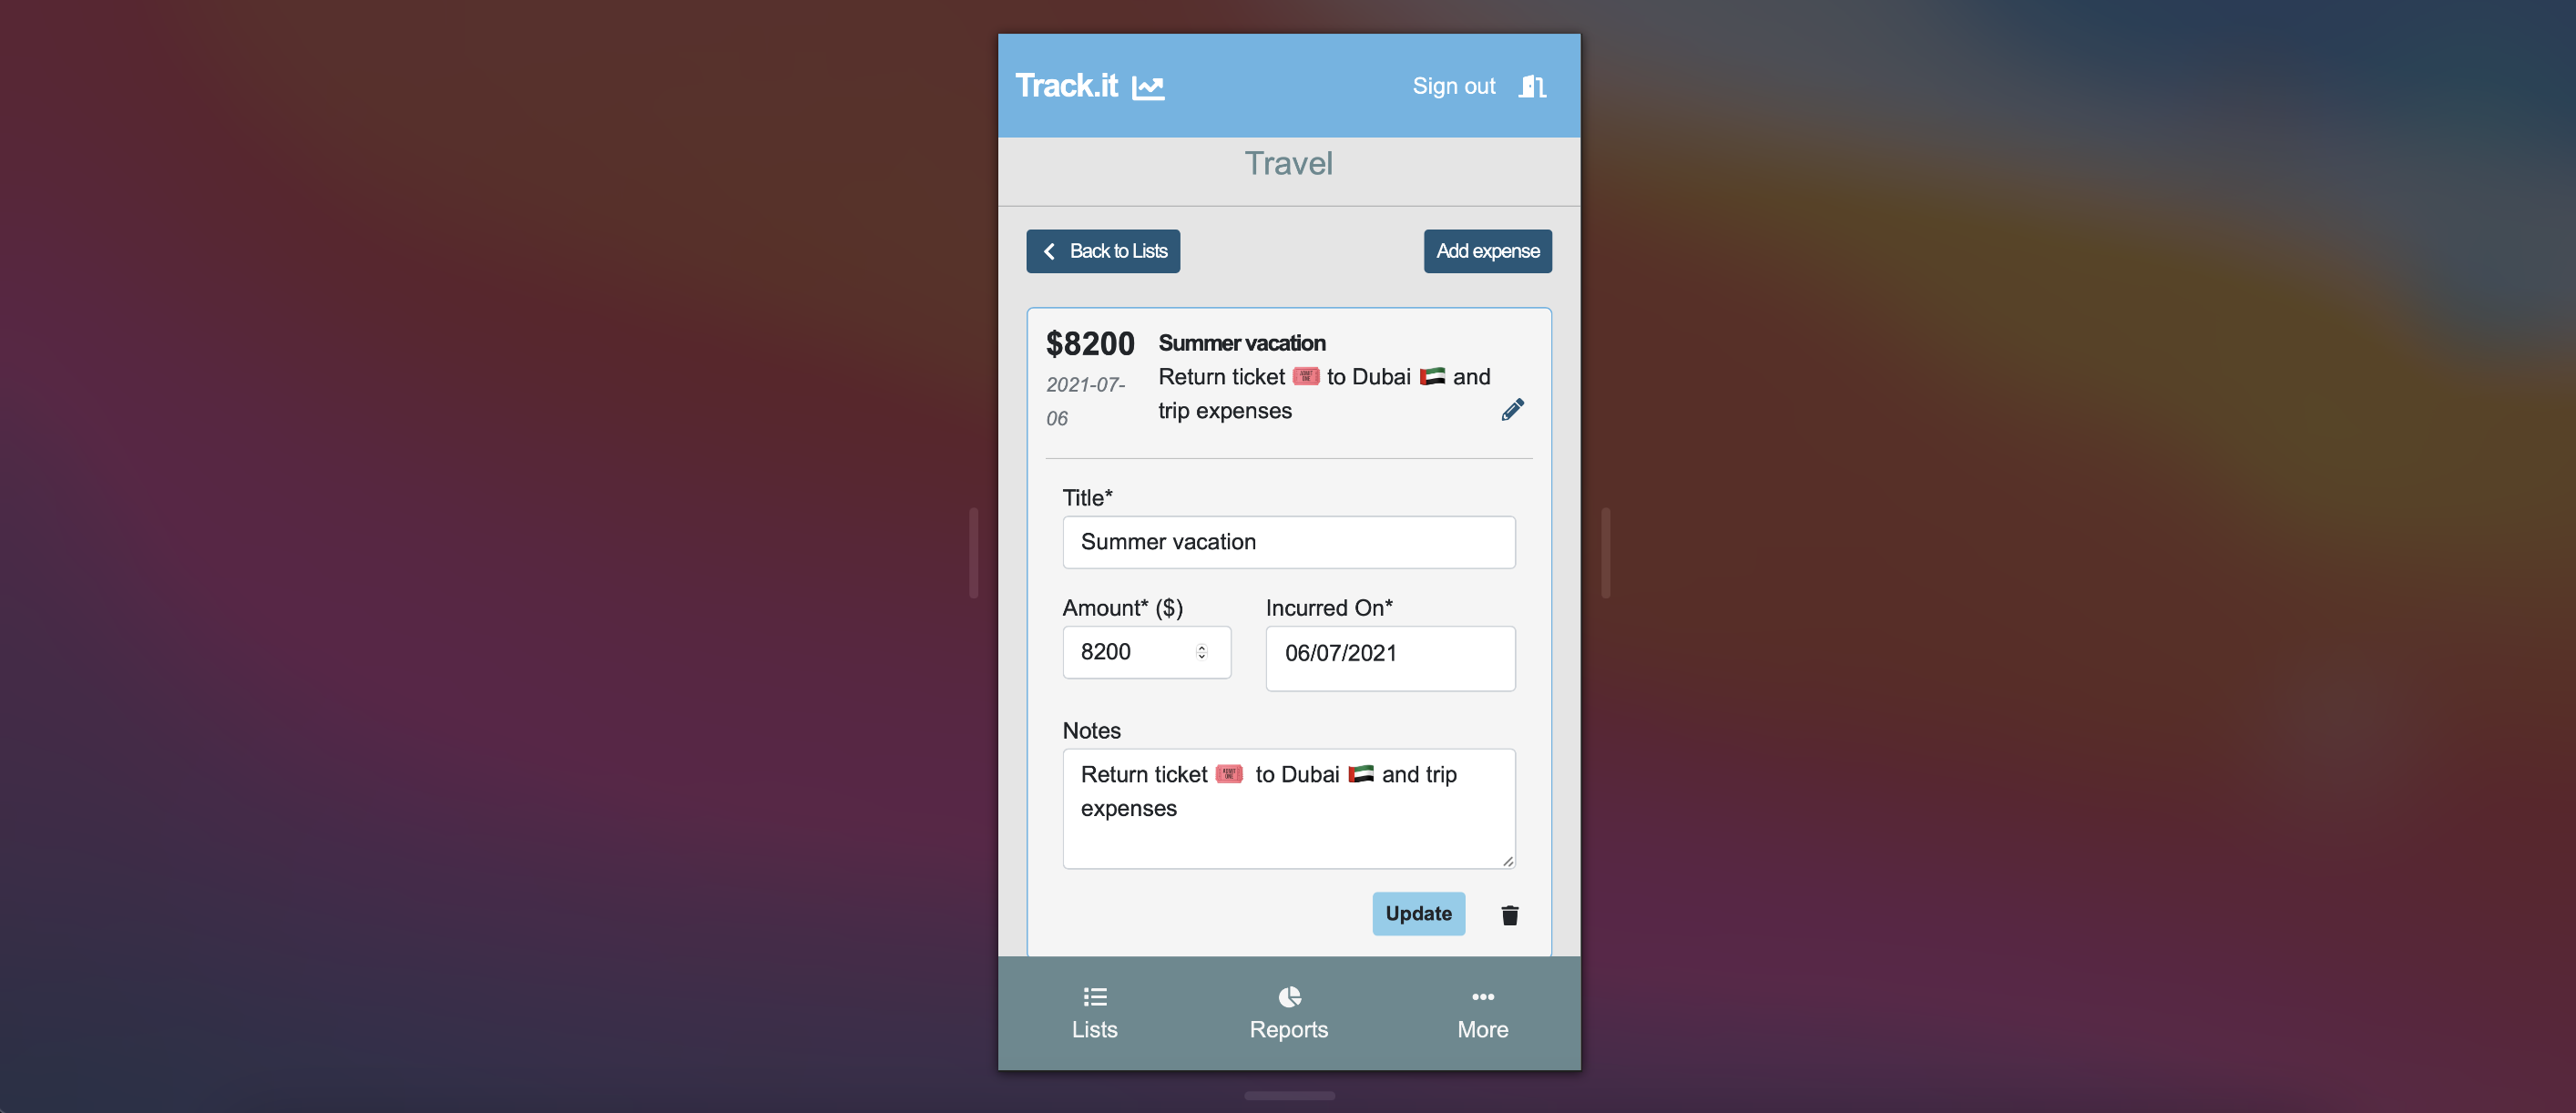 Track.it
Sign out
Travel
Back to Lists
Add expense
$8200
2021-07-
06
Summer vacation
Return ticket 🎟️ to Dubai 🇦🇪 and
trip expenses
Title*
Summer vacation
Amount* ($)
Incurred On*
8200
06/07/2021
Notes
Return ticket 🎟️ to Dubai 🇦🇪 and trip
expenses
Update
Lists
Reports
More